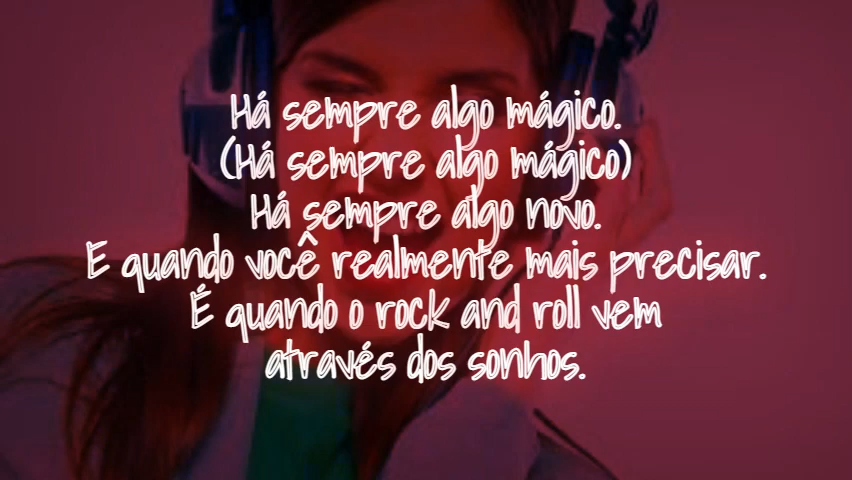 Há sempre algo mágico.
(Há sempre algo mágico)
Há sempre algo novo.
E quando você realmente mais precisar.
É quando o rock and roll vem
através dos sonhos.